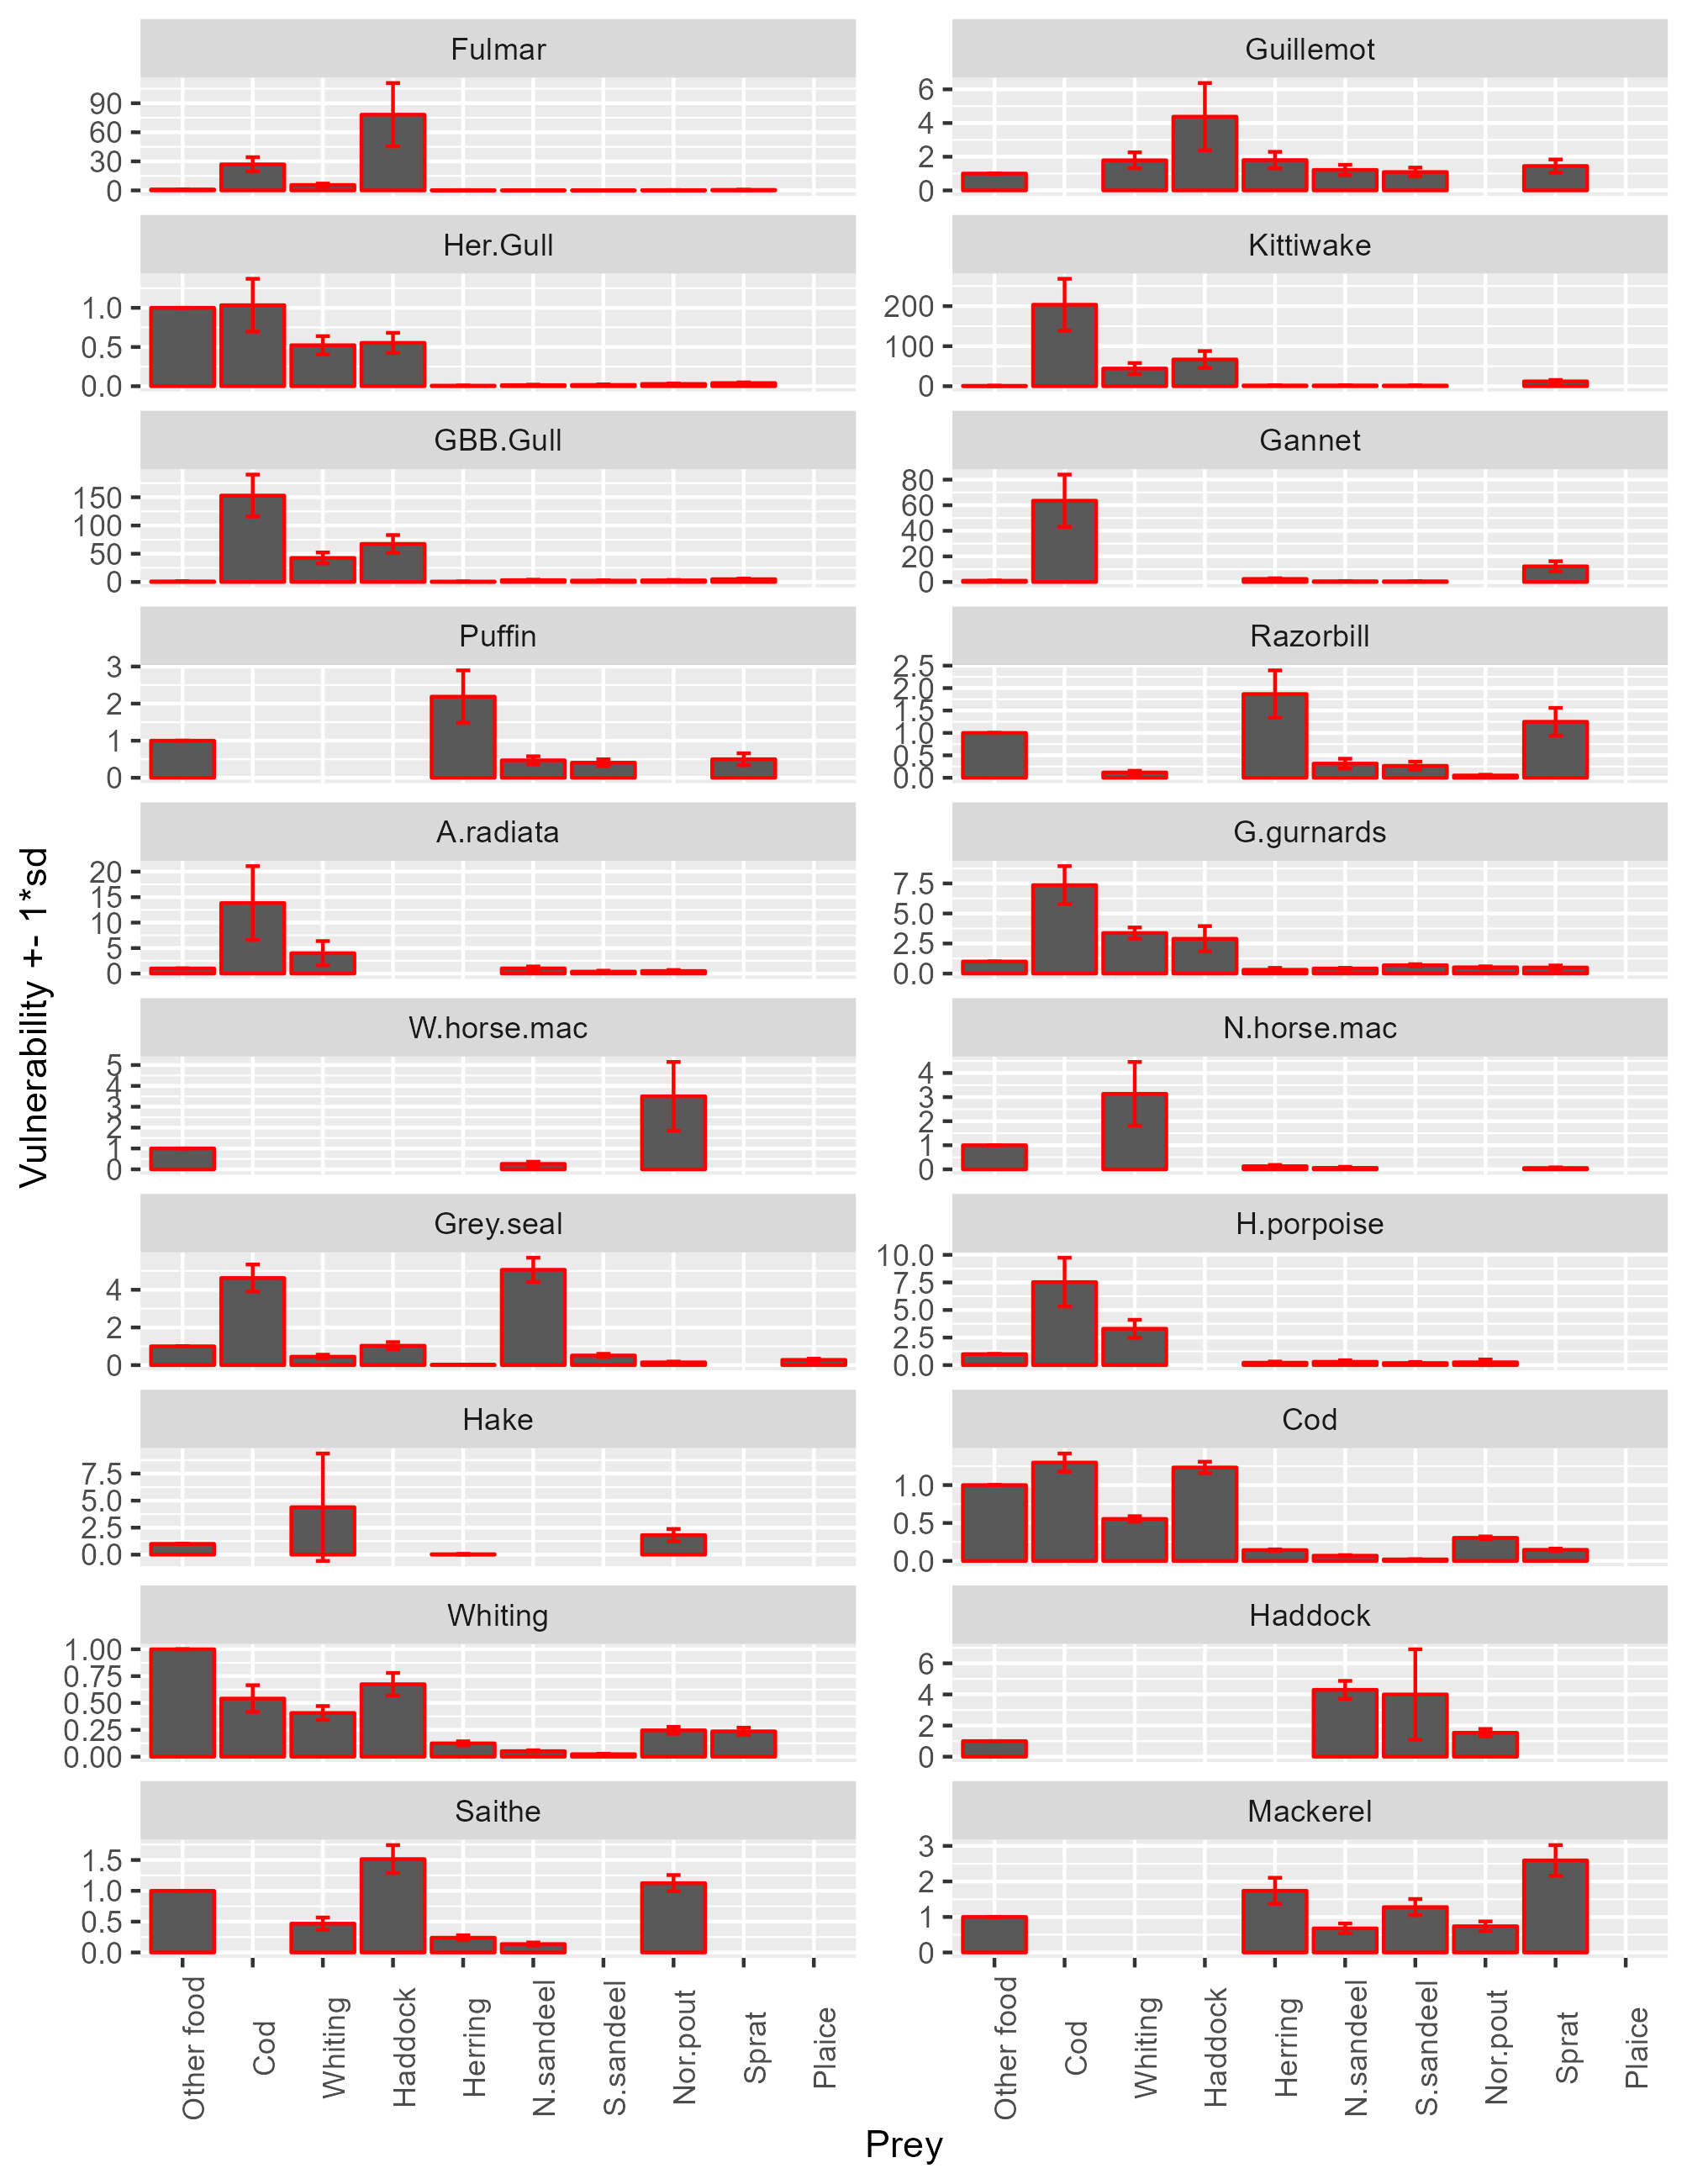 Fulmar
90
60
30
0
Guillemot
6
4
2
0
Her.Gull
1.0
0.5
0.0
Kittiwake
200
100
0
GBB.Gull
150
100
50
0
Gannet
80
60
40
20
0
Puffin
3
2
1
0
Razorbill
2.5
2.0
1.5
1.0
0.5
0.0
A.radiata
20
15
10
5
0
G.gurnards
7.5
5.0
2.5
0.0
W.horse.mac
5
4
3
2
1
0
N.horse.mac
4
3
2
1
0
Grey.seal
4
2
0
H.porpoise
10.0
7.5
5.0
2.5
0.0
Hake
7.5
5.0
2.5
0.0
Cod
1.0
0.5
0.0
Whiting
1.00
0.75
0.50
0.25
0.00
Haddock
6
4
2
0
Saithe
1.5
1.0
0.5
0.0
Mackerel
3
2
1
0
Other food
Cod
Whiting
Haddock
Herring
N.sandeel
S.sandeel
Nor.pout
Sprat
Plaice
Other food
Cod
Whiting
Haddock
Herring
N.sandeel
S.sandeel
Nor.pout
Sprat
Plaice
Prey
Vulnerability +- 1*sd